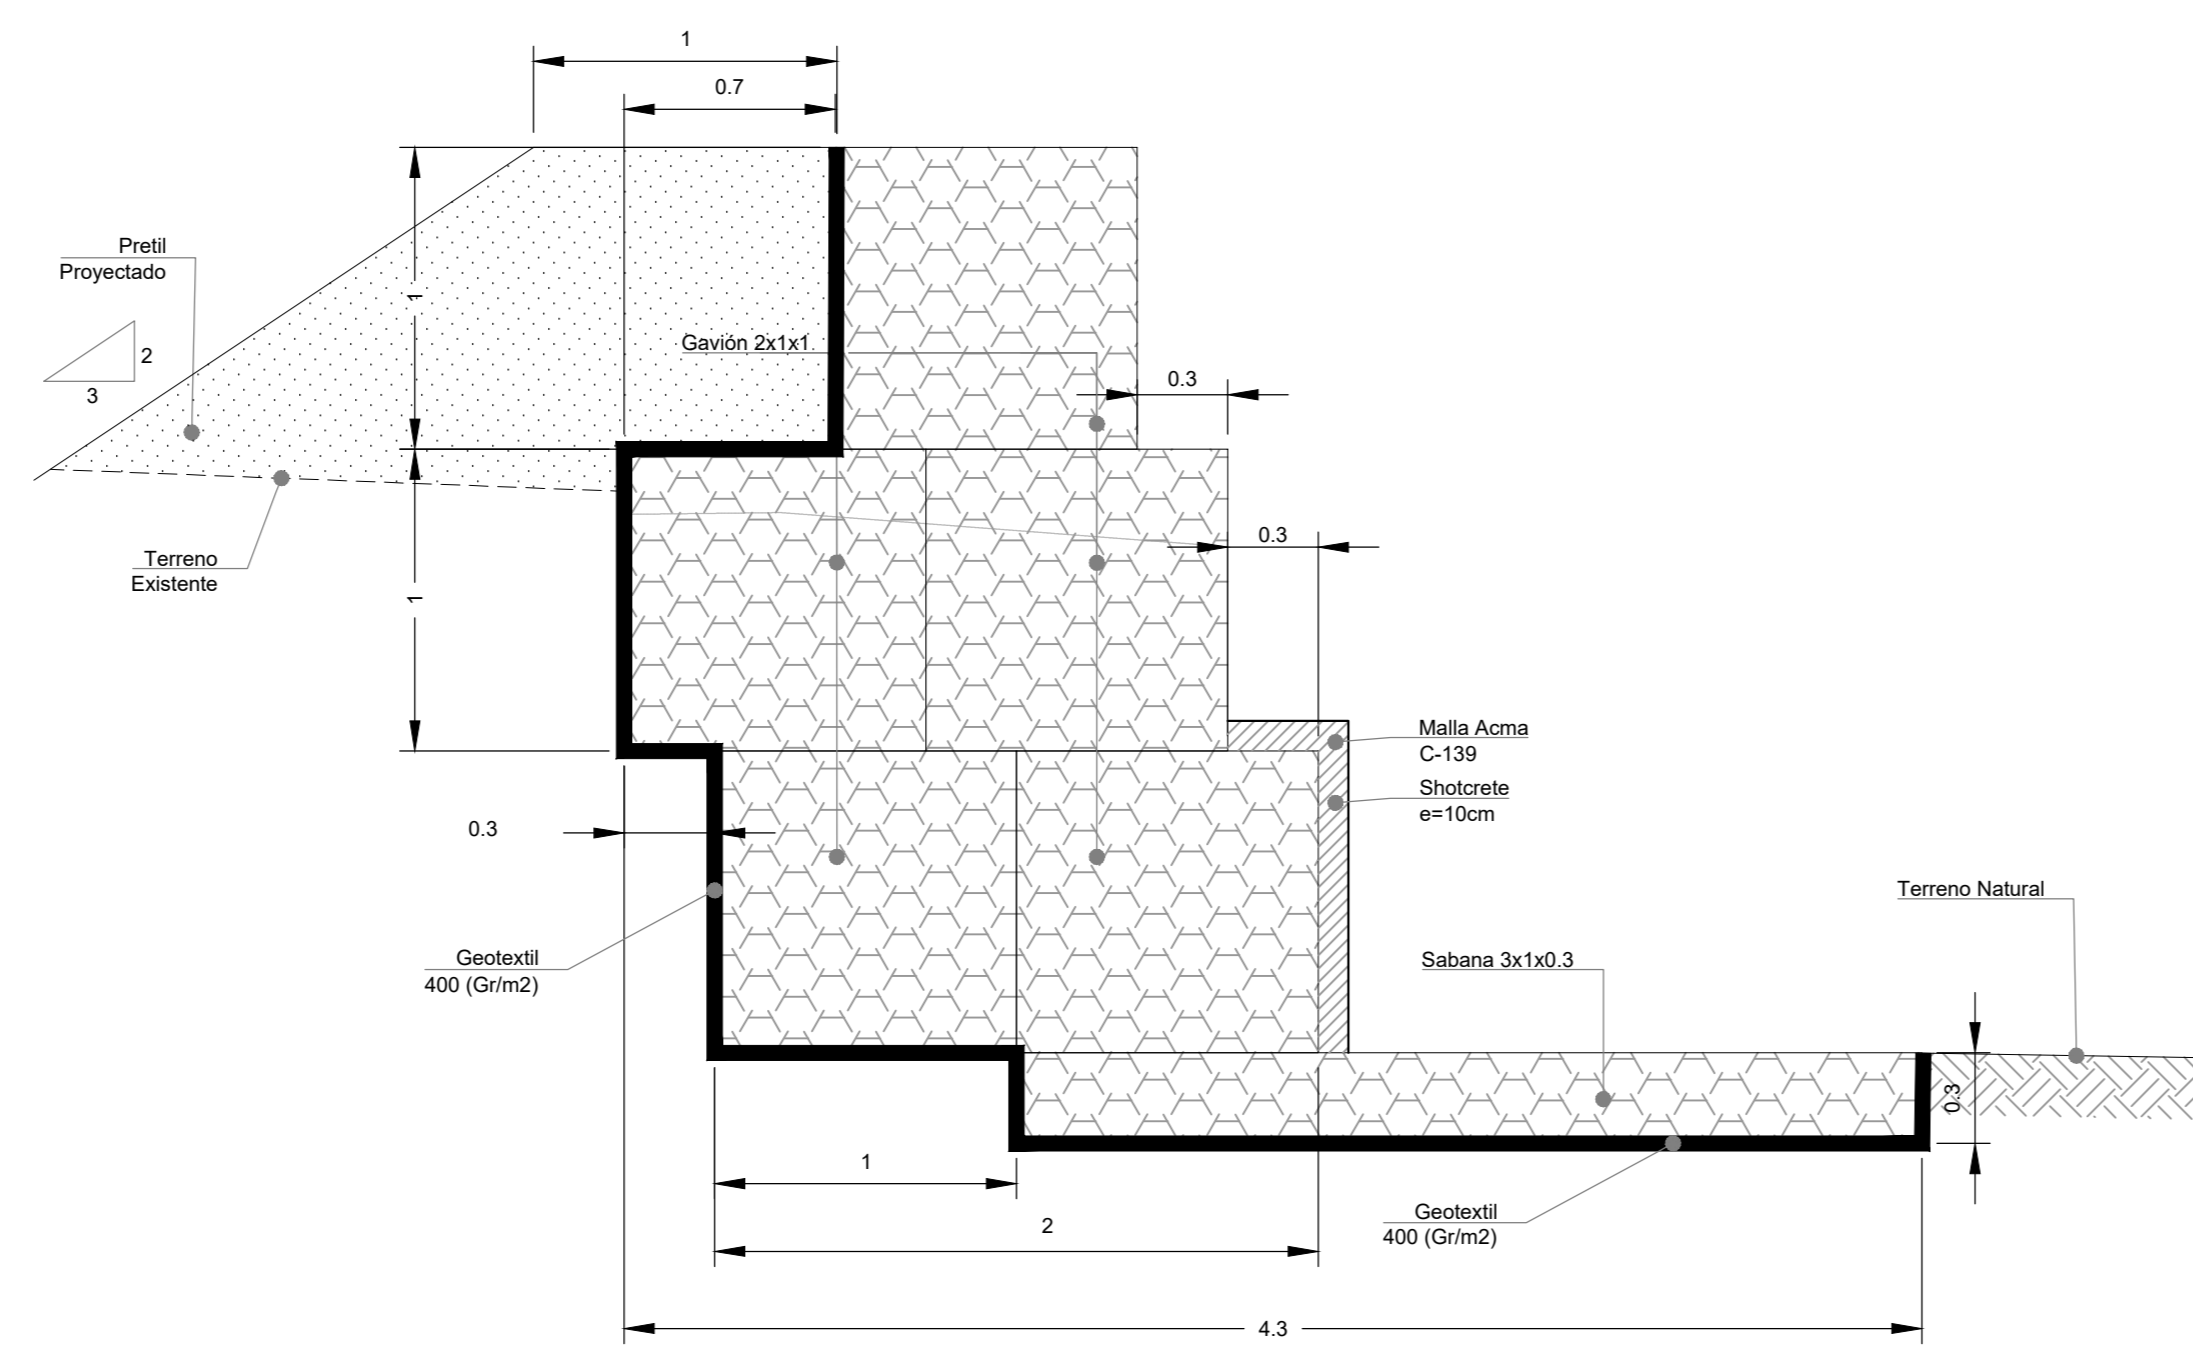 1
0.7
Pretil
Proyectado
2
3
1
Gavión 2x1x1
0.3
0.3
Terreno
Existente
1
Malla Acma
C-139
Shotcrete
e=10cm
0.3
Terreno Natural
Geotextil
400 (Gr/m2)
Sabana 3x1x0.3
0.3
1
2
Geotextil
400 (Gr/m2)
4.3